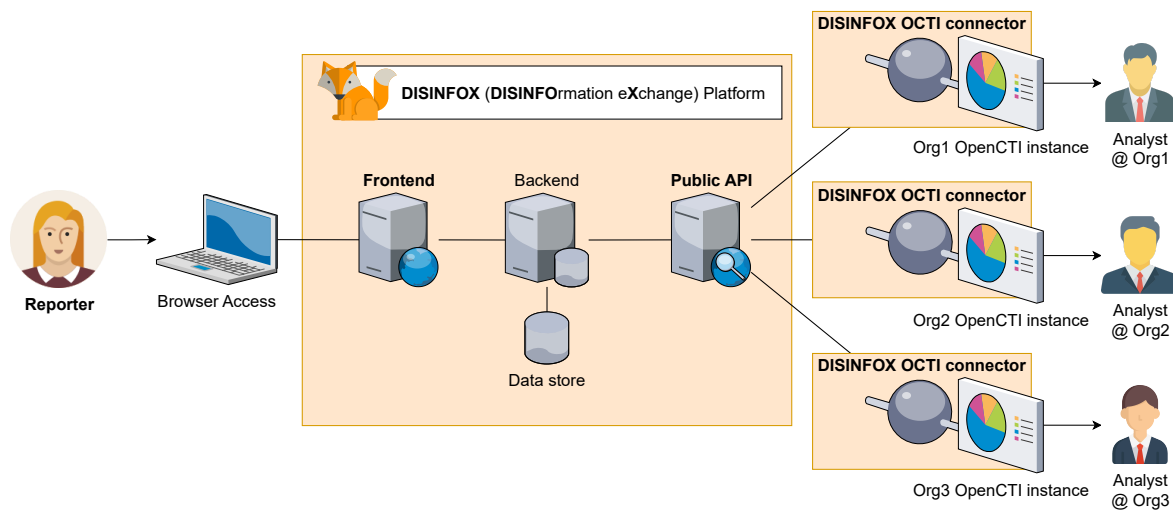 DISINFOX (DISINFOrmation eXchange) Platform
Reporter
Browser Access
Frontend
Backend
Public API
Data store
DISINFOX OCTI connector
Org1 OpenCTI instance
Analyst
@ Org1
DISINFOX OCTI connector
Org2 OpenCTI instance
Analyst
@ Org2
DISINFOX OCTI connector
Org3 OpenCTI instance
Analyst
@ Org3